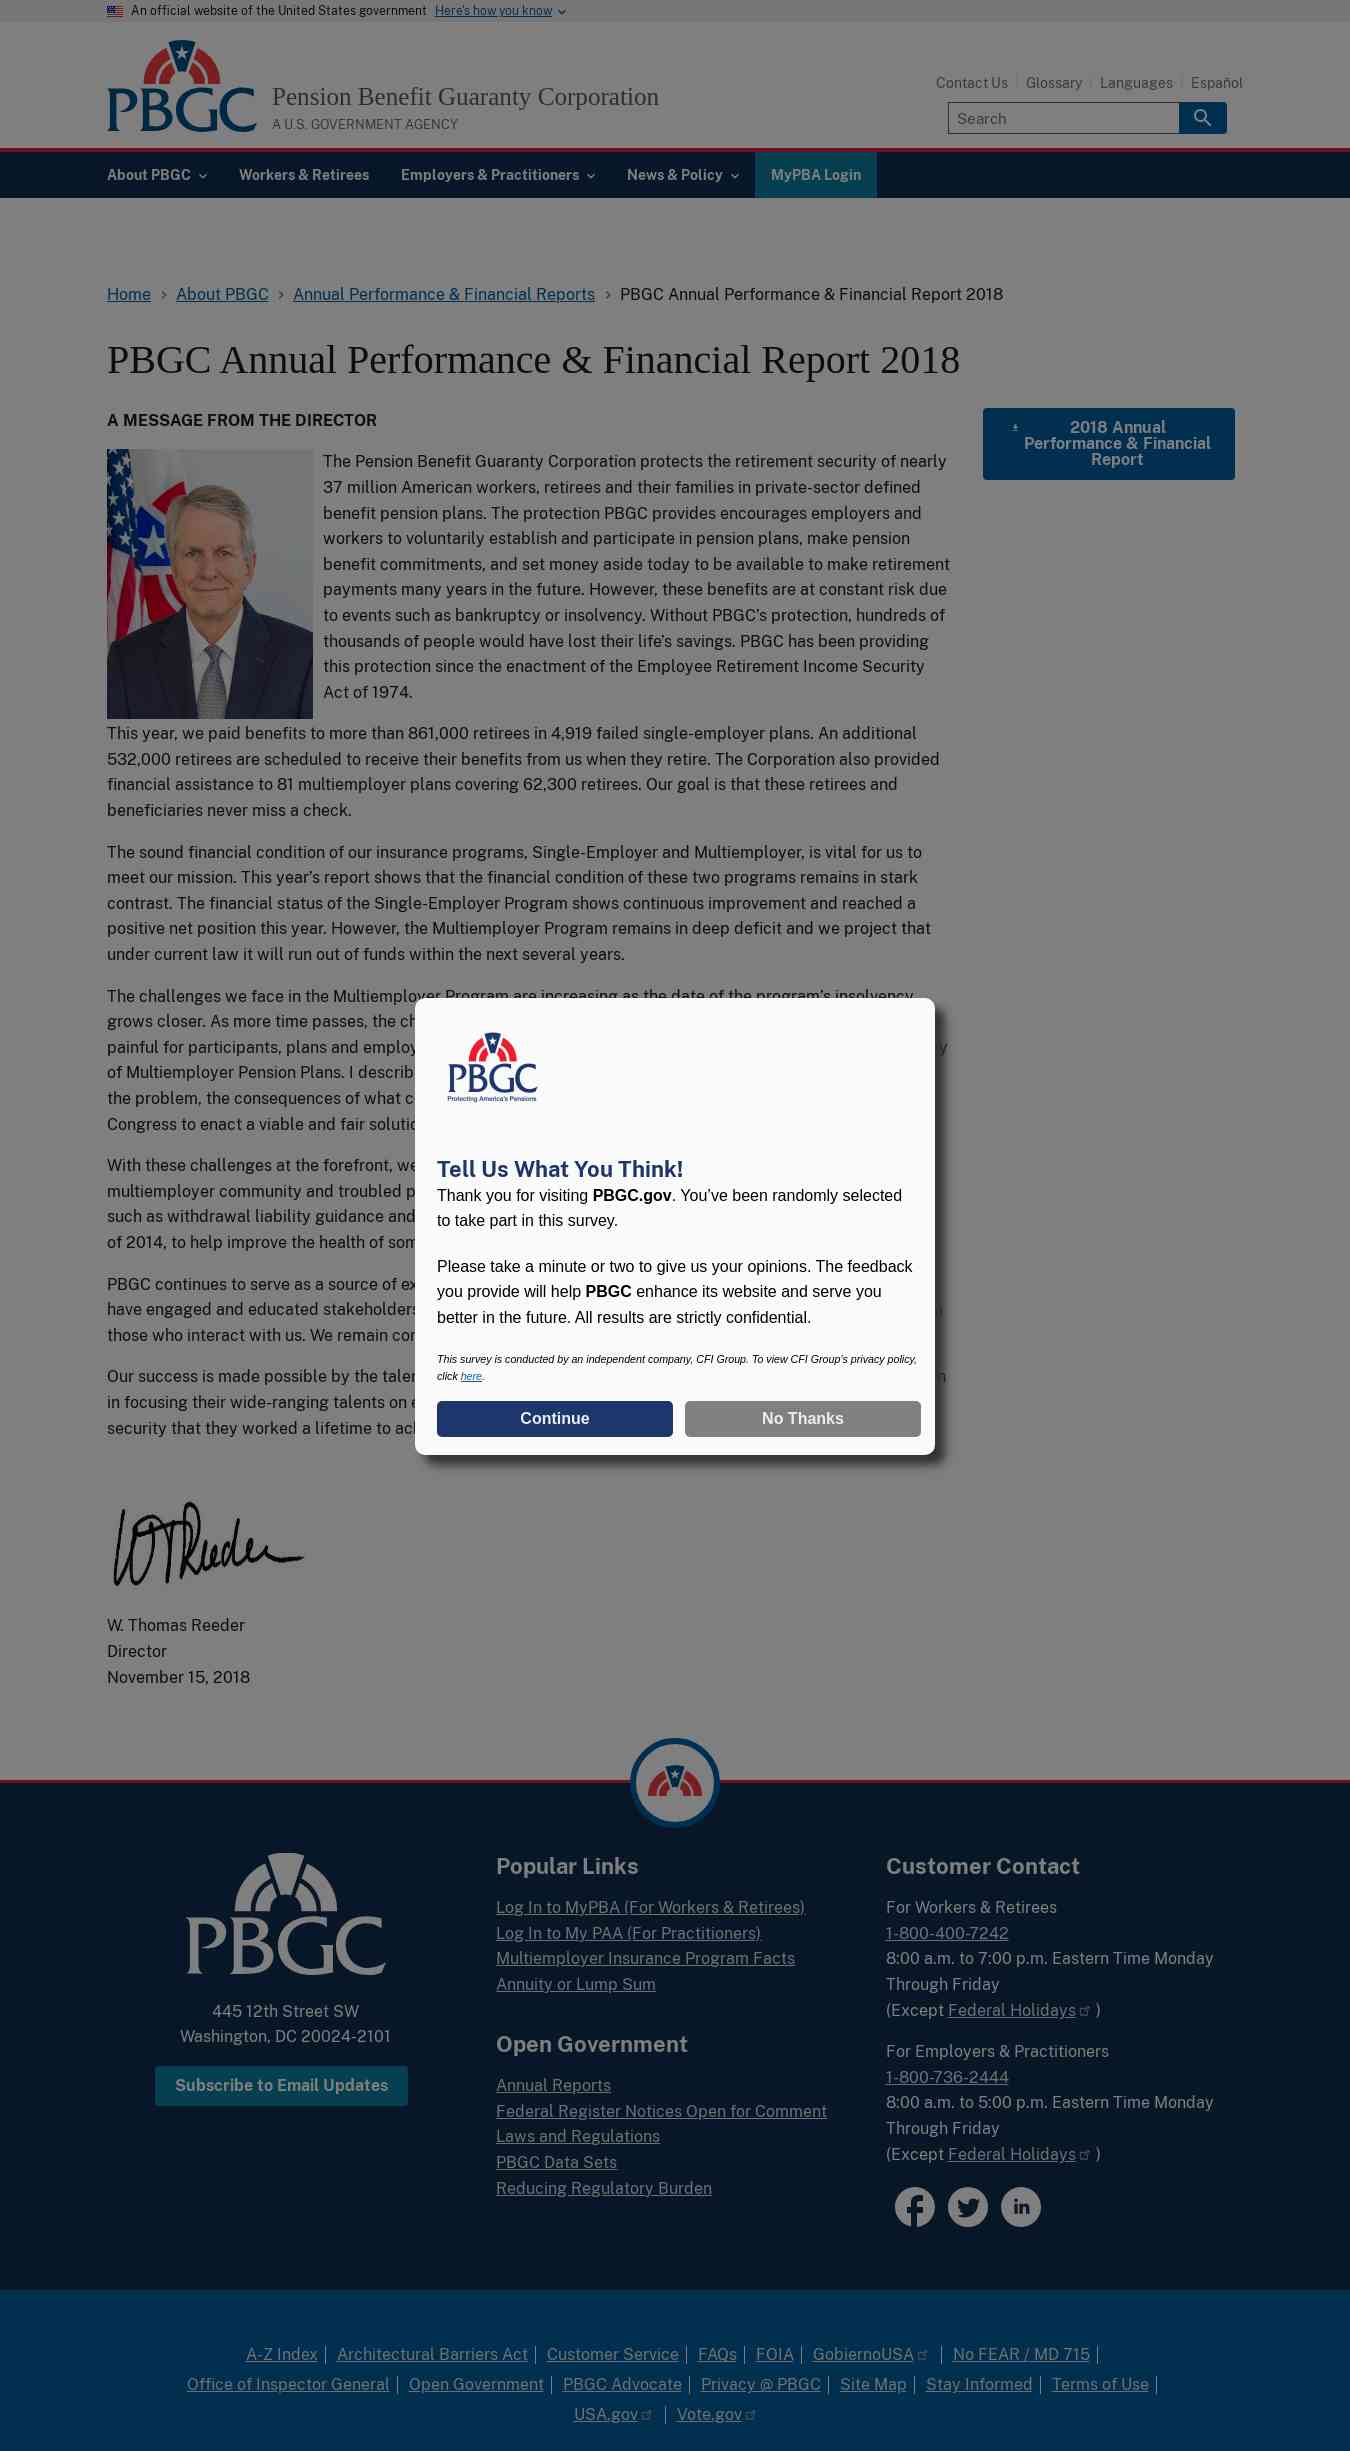 An official website of the United States government Here's how you know
PBGC
Pension Benefit Guaranty Corporation
A U.S. GOVERNMENT AGENCY
Contact Us Glossary Languages Español
Search
About PBGC Workers & Retirees Employers & Practitioners News & Policy MyPBA Login
Home > About PBGC > Annual Performance & Financial Reports > PBGC Annual Performance & Financial Report 2018
PBGC Annual Performance & Financial Report 2018
A MESSAGE FROM THE DIRECTOR
2018 Annual
Performance & Financial
Report
The Pension Benefit Guaranty Corporation protects the retirement security of nearly
37 million American workers, retirees and their families in private-sector defined
benefit pension plans. The protection PBGC provides encourages employers and
workers to voluntarily establish and participate in pension plans, make pension
benefit commitments, and set money aside today to be available to make retirement
payments many years in the future. However, these benefits are at constant risk due
to events such as bankruptcy or insolvency. Without PBGC’s protection, hundreds of
thousands of people would have lost their life’s savings. PBGC has been providing
this protection since the enactment of the Employee Retirement Income Security
Act of 1974.
This year, we paid benefits to more than 861,000 retirees in 4,919 failed single-employer plans. An additional
532,000 retirees are scheduled to receive their benefits from us when they retire. The Corporation also provided
financial assistance to 81 multiemployer plans covering 62,300 retirees. Our goal is that these retirees and
beneficiaries never miss a check.
The sound financial condition of our insurance programs, Single-Employer and Multiemployer, is vital for us to
meet our mission. This year’s report shows that the financial condition of these two programs remains in stark
contrast. The financial status of the Single-Employer Program shows continuous improvement and reached a
positive net position this year. However, the Multiemployer Program remains in deep deficit and we project that
under current law it will run out of funds within the next several years.
The challenges we face in the Multiemployer Program are increasing as the date of the program’s insolvency
grows closer. As more time passes, the
painful for participants, plans and
of Multiemployer Pension Plans. I
the problem, the consequences of what
Congress to enact a viable and fair
With these challenges at the forefront, we
multiemployer community and troubled
such as withdrawal liability guidance and
of 2014, to help improve the health of
PBGC continues to serve as a source of
have engaged and educated stakeholders
those who interact with us. We remain
Our success is made possible by the
in focusing their wide-ranging talents on
security that they worked a lifetime to
PBGC
Protecting America's Pensions
Tell Us What You Think!
Thank you for visiting PBGC.gov. You’ve been randomly selected
to take part in this survey.
Please take a minute or two to give us your opinions. The feedback
you provide will help PBGC enhance its website and serve you
better in the future. All results are strictly confidential.
This survey is conducted by an independent company, CFI Group. To view CFI Group's privacy policy,
click here.
Continue No Thanks
WTReeder
W. Thomas Reeder
Director
November 15, 2018
PBGC
445 12th Street SW
Washington, DC 20024-2101
Subscribe to Email Updates
Popular Links
Log In to MyPBA (For Workers & Retirees)
Log In to My PAA (For Practitioners)
Multiemployer Insurance Program Facts
Annuity or Lump Sum
Open Government
Annual Reports
Federal Register Notices Open for Comment
Laws and Regulations
PBGC Data Sets
Reducing Regulatory Burden
Customer Contact
For Workers & Retirees
1-800-400-7242
8:00 a.m. to 7:00 p.m. Eastern Time Monday
Through Friday
(Except Federal Holidays )
For Employers & Practitioners
1-800-736-2444
8:00 a.m. to 5:00 p.m. Eastern Time Monday
Through Friday
(Except Federal Holidays )
A-Z Index Architectural Barriers Act Customer Service FAQs FOIA GobiernoUSA No FEAR / MD 715
Office of Inspector General Open Government PBGC Advocate Privacy @ PBGC Site Map Stay Informed Terms of Use
USA.gov Vote.gov